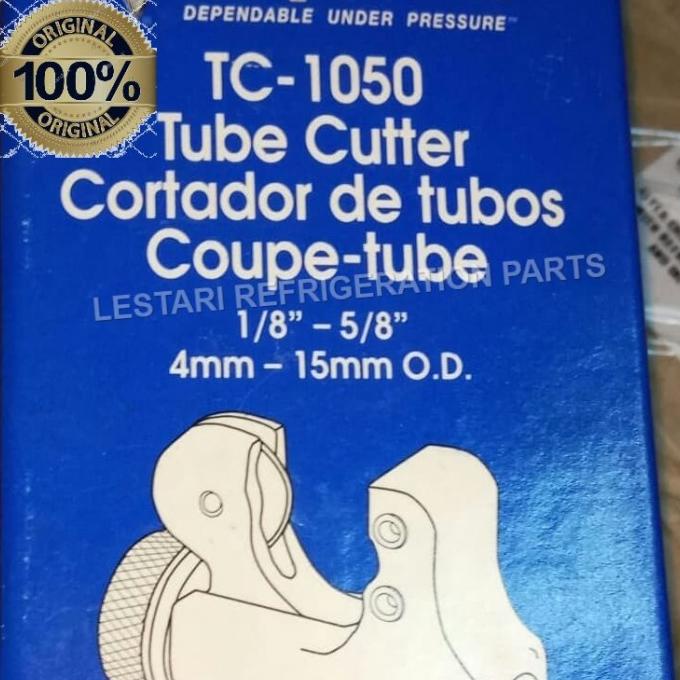 DEPENDABLE UNDER PRESSURE™
ORIGINAL
100%
ORIGINAL
TC-1050
Tube Cutter
Cortador de tubos
Coupe-tube
LESTARI REFRIGERATION PARTS
1/8” – 5/8”
4mm – 15mm O.D.